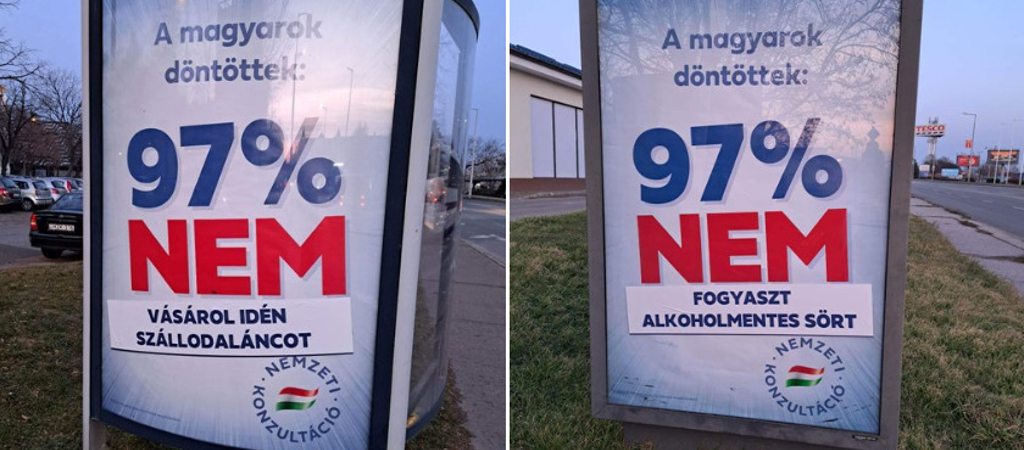 A magyarok
döntöttek:
97%
NEM
VÁSÁROL IDÉN
SZÁLLODALÁNCOT
· NEMZETI ·
KONZULTÁCIÓ
A magyarok
döntöttek:
97%
NEM
FOGYASZT
ALKOHOLMENTES SÖRT
· NEMZETI ·
KONZULTÁCIÓ
TESCO